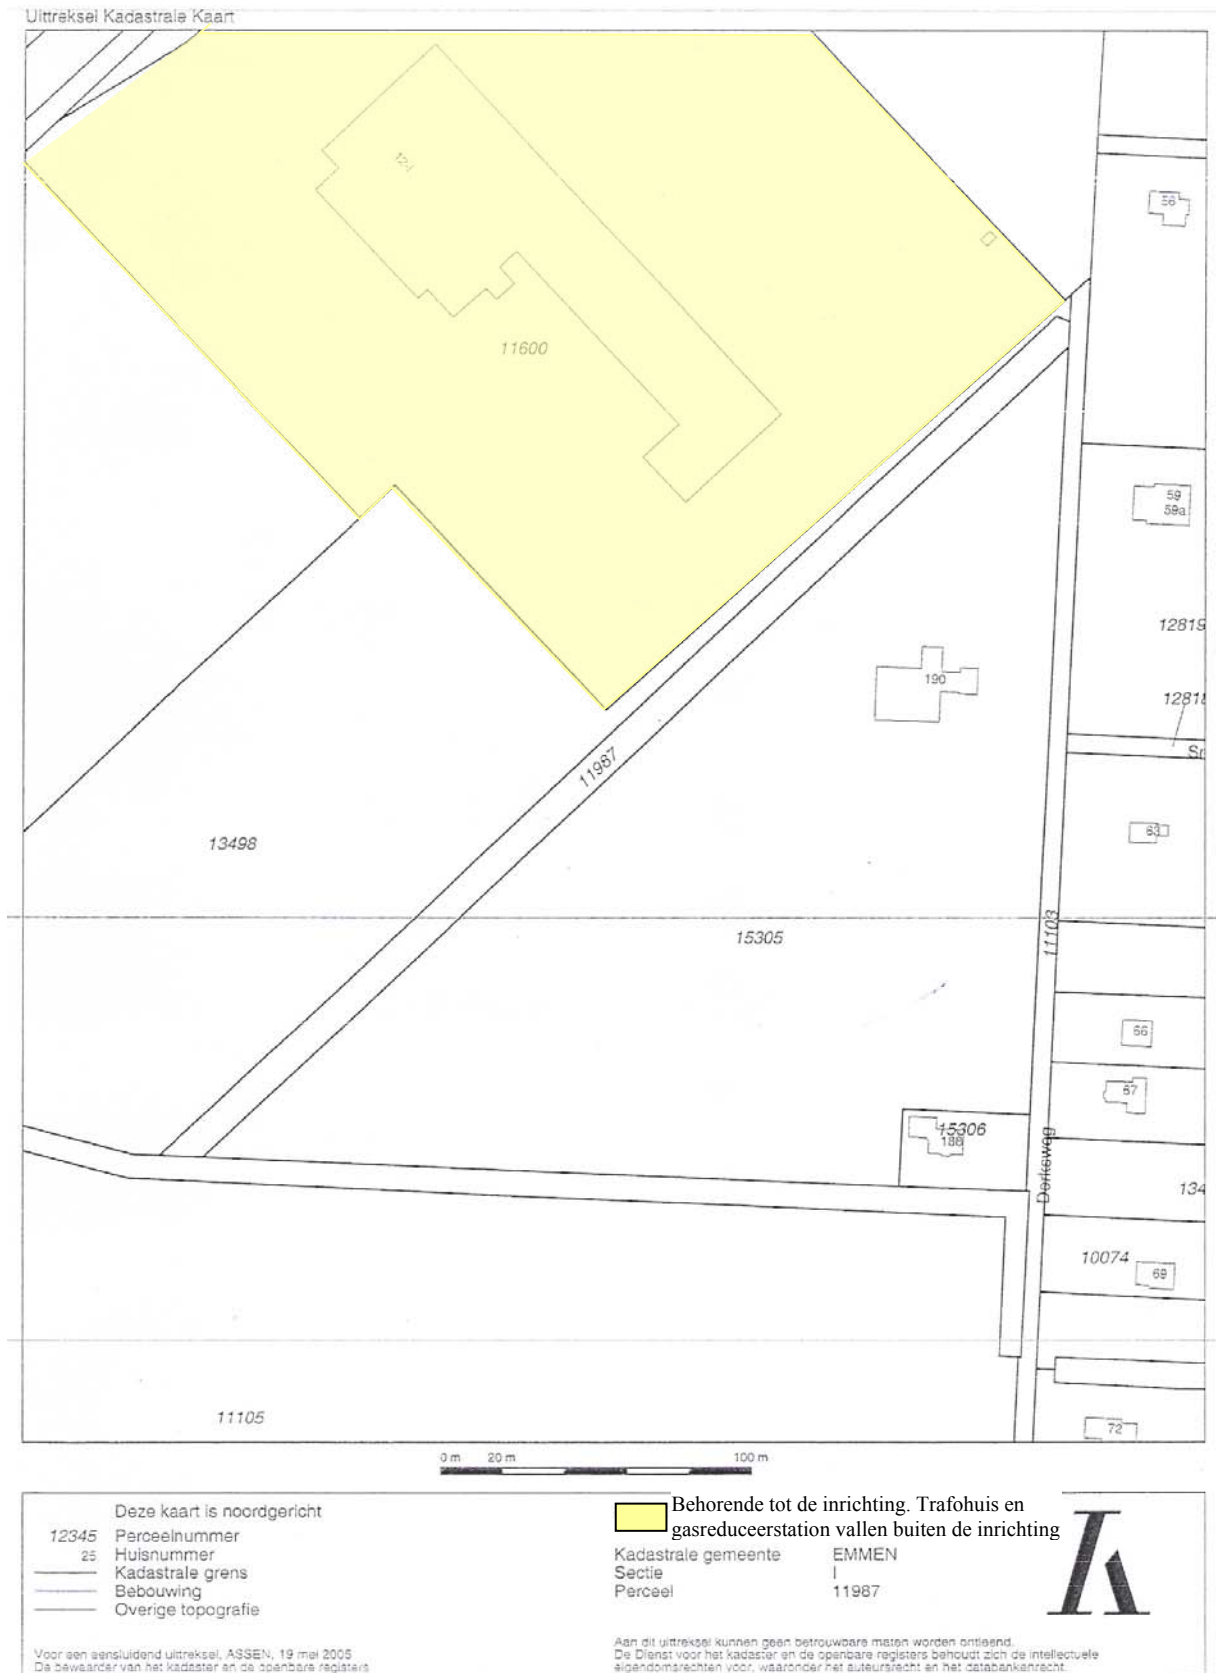 Uittreksel Kadastrale Kaart
56
11600
59
59a
12819
190
Sr
11987
63
13498
15305
11103
66
67
15306
188
Derksweg
134
10074
69
11105
72
0 m 20 m 100 m
Deze kaart is noordgericht
12345 Perceelnummer
25 Huisnummer
Kadastrale grens
Bebouwing
Overige topografie
Voor een eensluidend uittreksel, ASSEN, 19 mei 2005
De bewaarder van het kadaster en de openbare registers
Behorende tot de inrichting. Trafohuis en
gasreduceerstation vallen buiten de inrichting
Kadastrale gemeente EMMEN
Sectie I
Perceel 11987
Aan dit uittreksel kunnen geen betrouwbare maten worden ontleend.
De Dienst voor het kadaster en de openbare registers behoudt zich de intellectuele
eigendomsrechten voor, waaronder het auteursrecht en het databankenrecht.